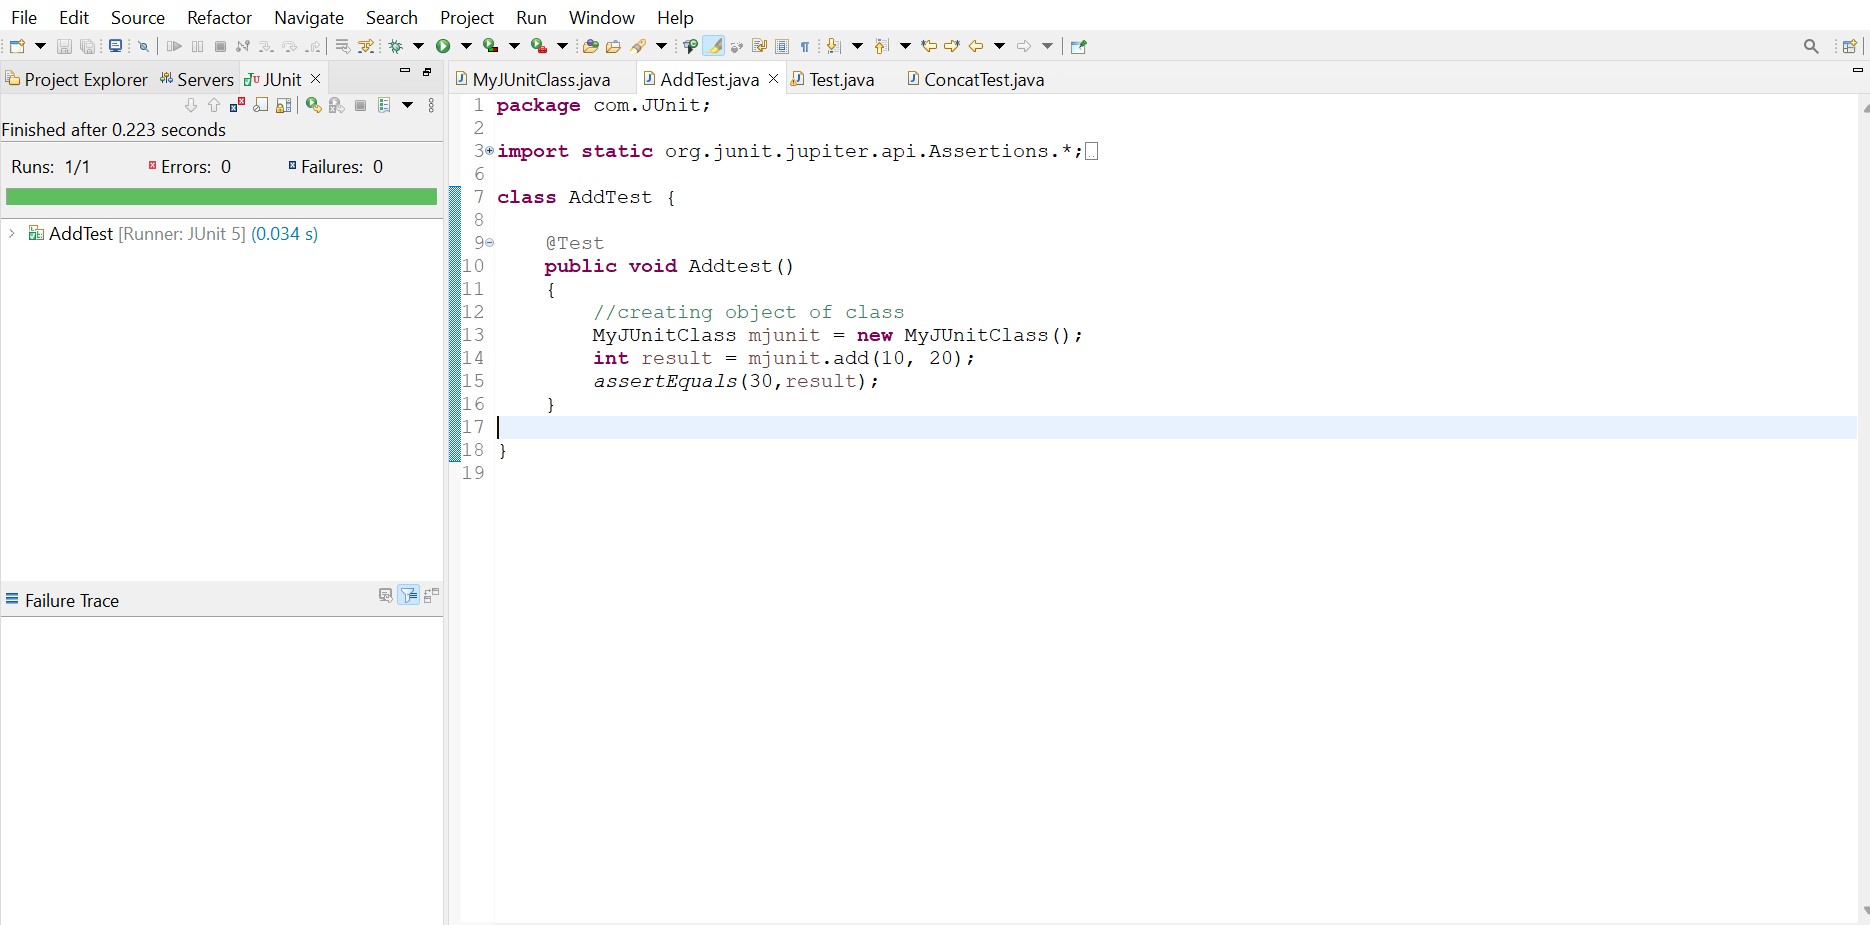 File Edit Source Refactor Navigate Search Project Run Window Help
Project Explorer Servers JUnit
MyJUnitClass.java AddTest.java Test.java ConcatTest.java
Finished after 0.223 seconds
Runs: 1/1 Errors: 0 Failures: 0
AddTest [Runner: JUnit 5] (0.034 s)
Failure Trace
1 package com.JUnit;
2
3 import static org.junit.jupiter.api.Assertions.*;
6
7 class AddTest {
8
9 @Test
10 public void Addtest()
11 {
12 //creating object of class
13 MyJUnitClass mjunit = new MyJUnitClass();
14 int result = mjunit.add(10, 20);
15 assertEquals(30,result);
16 }
17
18 }
19